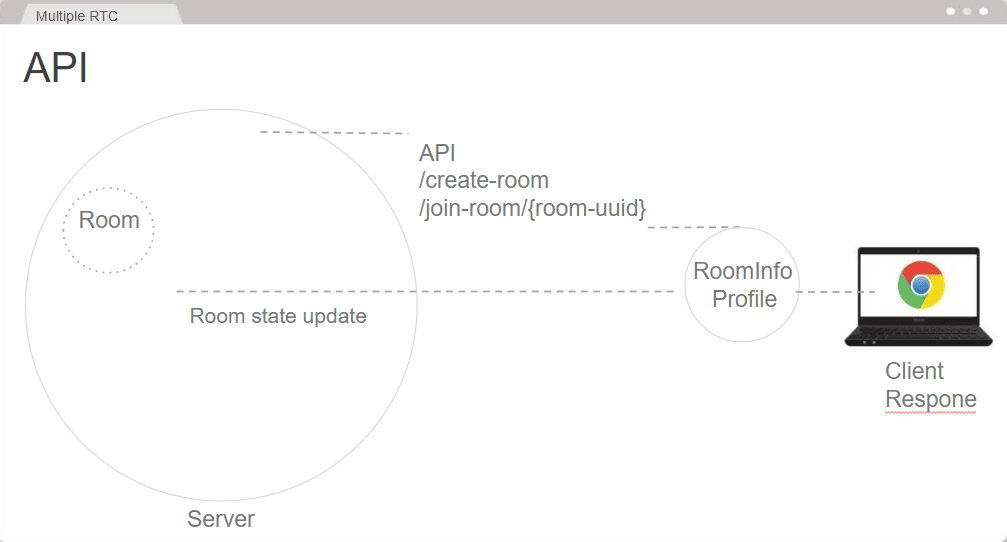 Multiple RTC
API
API
/create-room
/join-room/{room-uuid}
Room
RoomInfo
Profile
Room state update
Client
Respone
Server